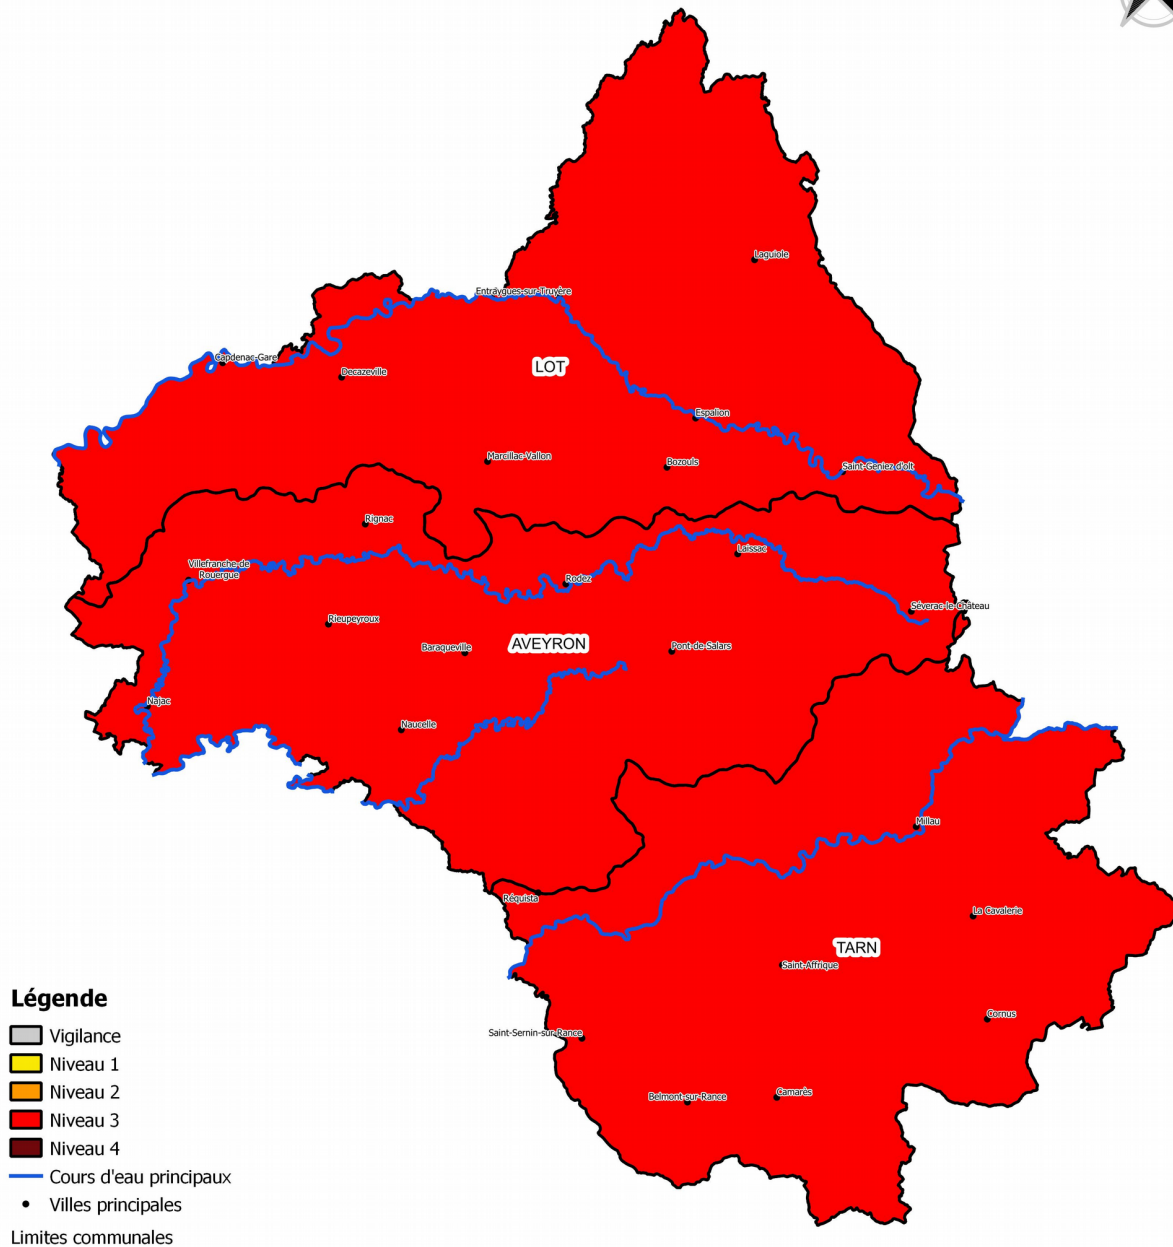 Laguiole
Entraygues-sur-Truyère
Capdenac-Gare
LOT
Decazeville
Espalion
Marcillac-Vallon
Bozouls
Saint-Geniez d'olt
Rignac
Laissac
Villefranche-de
Rouergue
Rodez
Séverac-le-Château
Rieupeyroux
AVEYRON
Baraqueville
Pont-de-Salars
Najac
Naucelle
Millau
Réquista
La Cavalerie
TARN
Saint-Affrique
Cornus
Saint-Sernin-sur-Rance
Camarès
Belmont-sur-Rance
Légende
Vigilance
Niveau 1
Niveau 2
Niveau 3
Niveau 4
Cours d'eau principaux
Villes principales
Limites communales